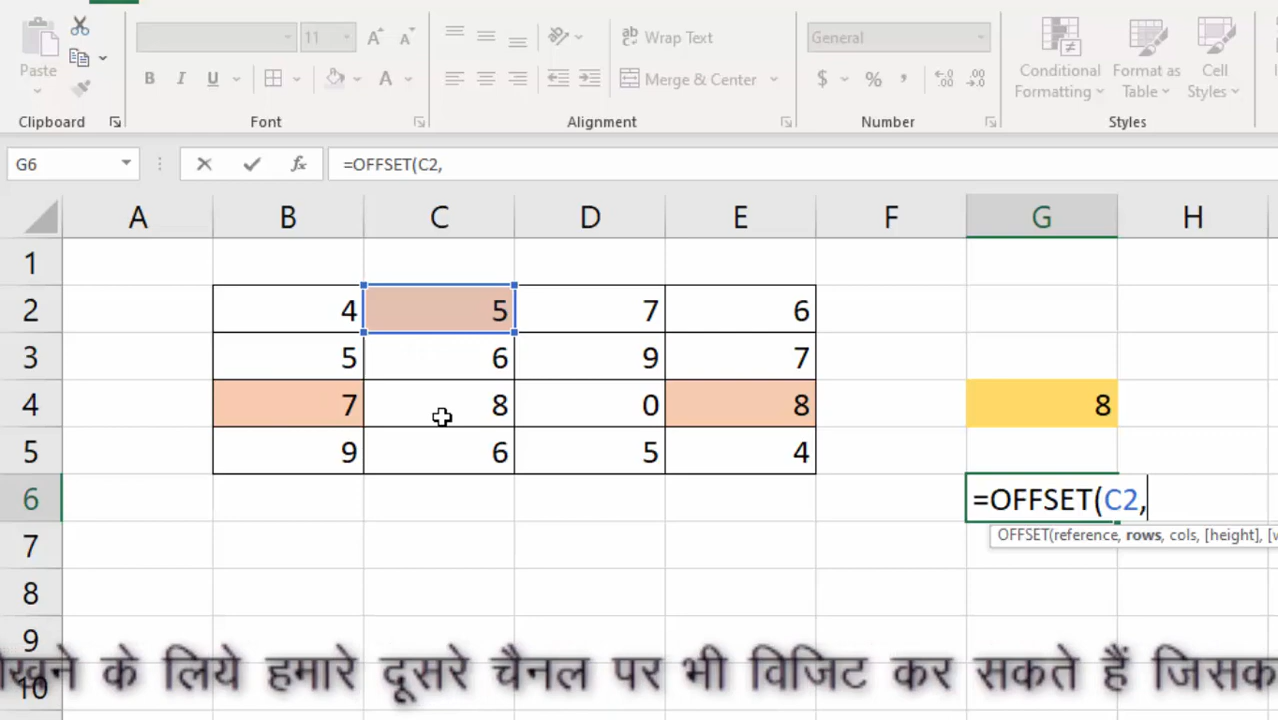 11
ab Wrap Text
General
Paste
B I U
A
Merge & Center
$ % ,
Conditional Formatting
Format as Table
Cell Styles
Clipboard
Font
Alignment
Number
Styles
G6
fx
=OFFSET(C2,
A B C D E F G H
1
2 4 5 7 6
3 5 6 9 7
4 7 8 0 8 8
5 9 6 5 4
6 =OFFSET(C2,
OFFSET(reference, rows, cols, [height], [w
7
8
9
के लिये हमारे दूसरे चैनल पर भी विजिट कर सकते हैं
10